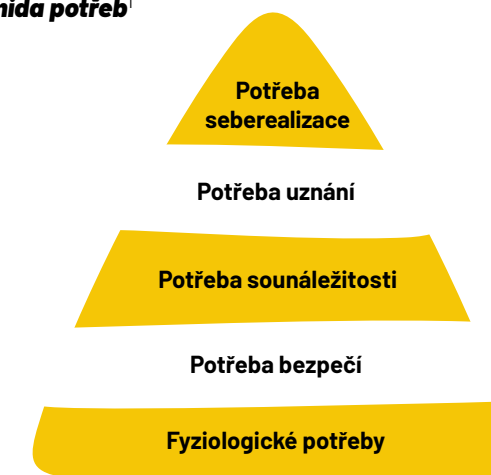 potřeb
Potřeba
seberealizace
Potřeba uznání
Potřeba sounáležitosti
Potřeba bezpečí
Fyziologické potřeby